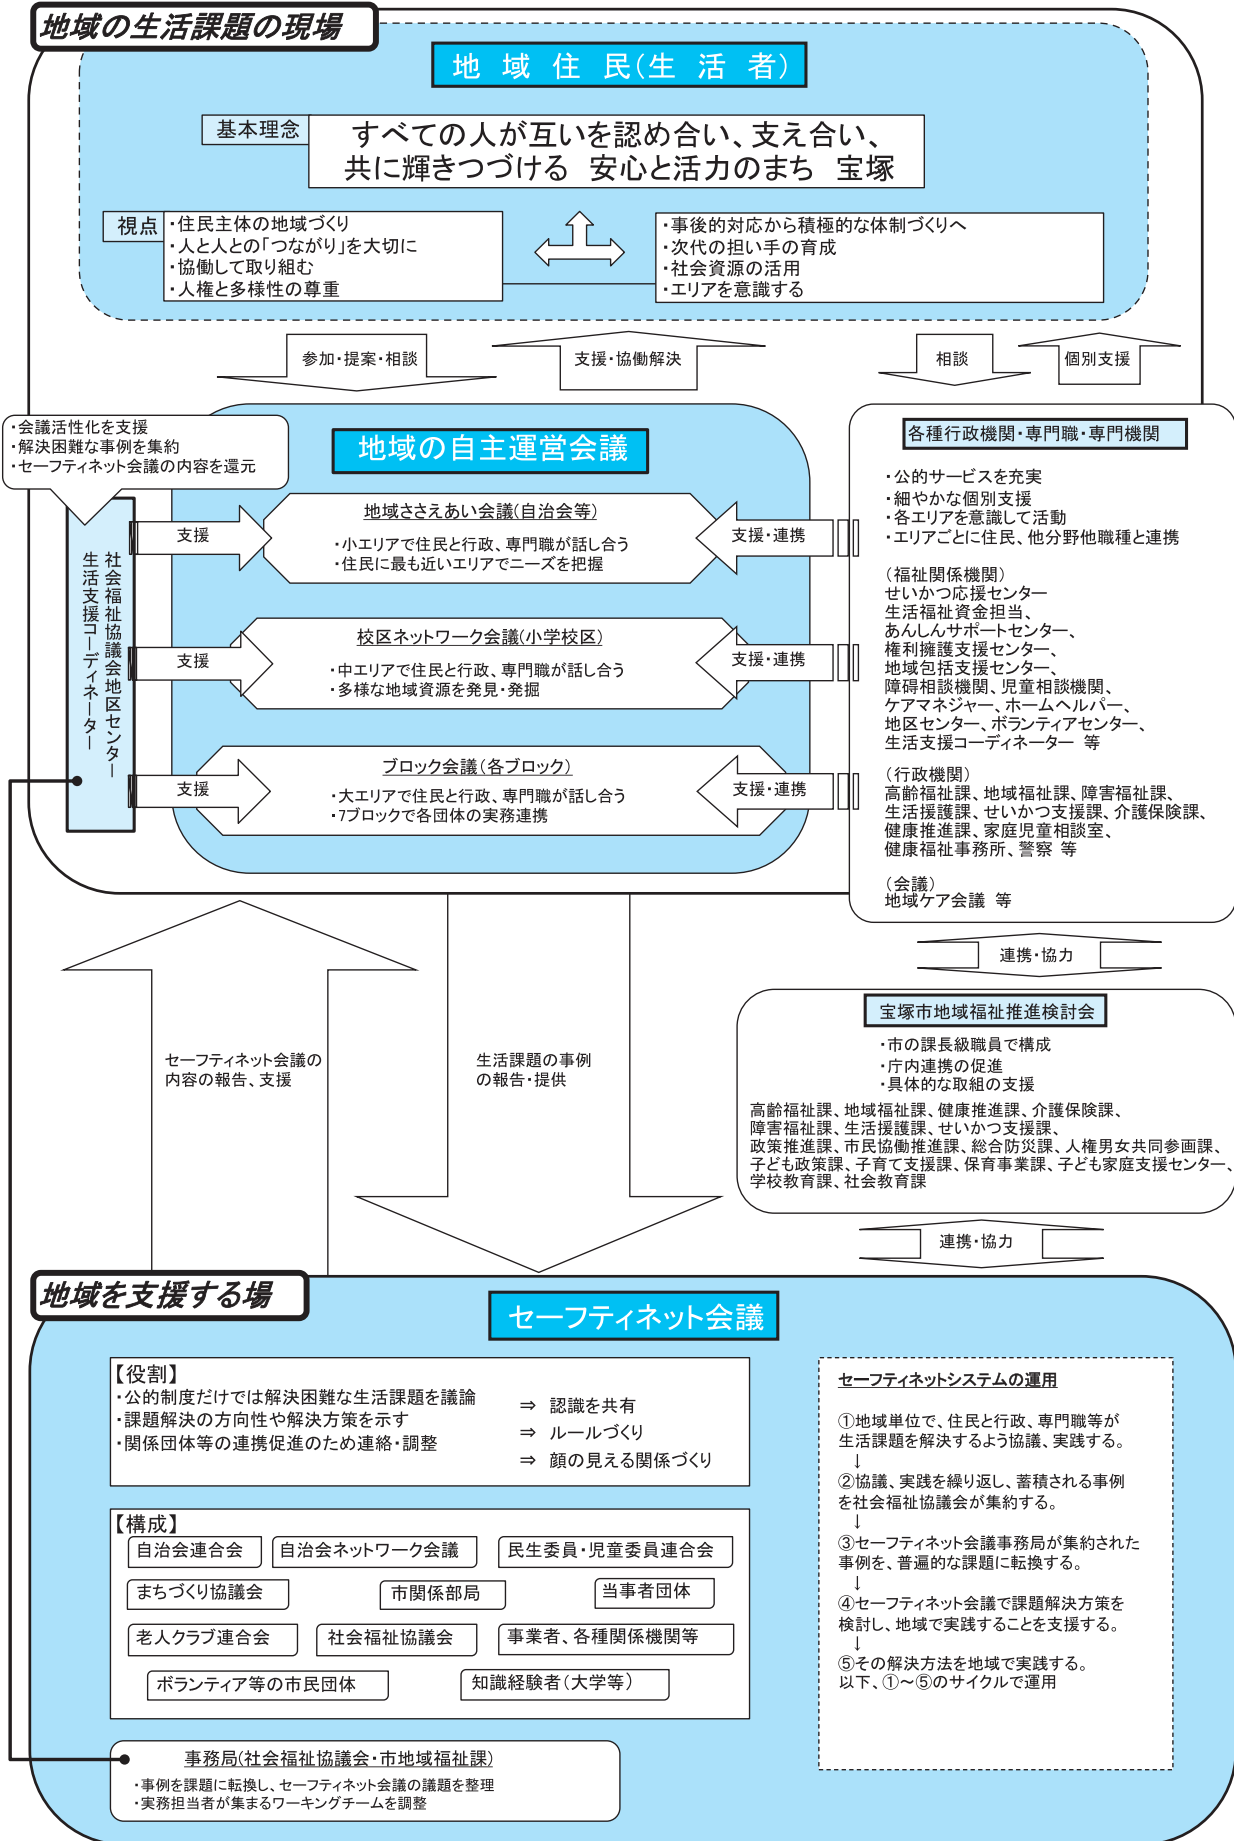 地域の生活課題の現場
地域住民(生活者)
基本理念
すべての人が互いを認め合い、支え合い、
共に輝きつづける 安心と活力のまち 宝塚
視点
・住民主体の地域づくり
・人と人との「つながり」を大切に
・協働して取り組む
・人権と多様性の尊重
・事後的対応から積極的な体制づくりへ
・次代の担い手の育成
・社会資源の活用
・エリアを意識する
参加・提案・相談
支援・協働解決
相談
個別支援
・会議活性化を支援
・解決困難な事例を集約
・セーフティネット会議の内容を還元
社会福祉協議会地区センター
生活支援コーディネーター
地域の自主運営会議
支援
地域ささえあい会議(自治会等)
・小エリアで住民と行政、専門職が話し合う
・住民に最も近いエリアでニーズを把握
支援・連携
支援
校区ネットワーク会議(小学校区)
・中エリアで住民と行政、専門職が話し合う
・多様な地域資源を発見・発掘
支援・連携
支援
ブロック会議(各ブロック)
・大エリアで住民と行政、専門職が話し合う
・7ブロックで各団体の実務連携
支援・連携
各種行政機関・専門職・専門機関
・公的サービスを充実
・細やかな個別支援
・各エリアを意識して活動
・エリアごとに住民、他分野他職種と連携
(福祉関係機関)
せいかつ応援センター
生活福祉資金担当、
あんしんサポートセンター、
権利擁護支援センター、
地域包括支援センター、
障碍相談機関、児童相談機関、
ケアマネジャー、ホームヘルパー、
地区センター、ボランティアセンター、
生活支援コーディネーター 等
(行政機関)
高齢福祉課、地域福祉課、障害福祉課、
生活援護課、せいかつ支援課、介護保険課、
健康推進課、家庭児童相談室、
健康福祉事務所、警察 等
(会議)
地域ケア会議 等
連携・協力
宝塚市地域福祉推進検討会
・市の課長級職員で構成
・庁内連携の促進
・具体的な取組の支援
高齢福祉課、地域福祉課、健康推進課、介護保険課、
障害福祉課、生活援護課、せいかつ支援課、
政策推進課、市民協働推進課、総合防災課、人権男女共同参画課、
子ども政策課、子育て支援課、保育事業課、子ども家庭支援センター、
学校教育課、社会教育課
連携・協力
セーフティネット会議の
内容の報告、支援
生活課題の事例
の報告・提供
地域を支援する場
セーフティネット会議
【役割】
・公的制度だけでは解決困難な生活課題を議論
・課題解決の方向性や解決方策を示す
・関係団体等の連携促進のため連絡・調整
⇒ 認識を共有
⇒ ルールづくり
⇒ 顔の見える関係づくり
【構成】
自治会連合会
自治会ネットワーク会議
民生委員・児童委員連合会
まちづくり協議会
市関係部局
当事者団体
老人クラブ連合会
社会福祉協議会
事業者、各種関係機関等
ボランティア等の市民団体
知識経験者(大学等)
事務局(社会福祉協議会・市地域福祉課)
・事例を課題に転換し、セーフティネット会議の議題を整理
・実務担当者が集まるワーキングチームを調整
セーフティネットシステムの運用
①地域単位で、住民と行政、専門職等が
生活課題を解決するよう協議、実践する。
↓
②協議、実践を繰り返し、蓄積される事例
を社会福祉協議会が集約する。
↓
③セーフティネット会議事務局が集約された
事例を、普遍的な課題に転換する。
↓
④セーフティネット会議で課題解決方策を
検討し、地域で実践することを支援する。
↓
⑤その解決方法を地域で実践する。
以下、①～⑤のサイクルで運用